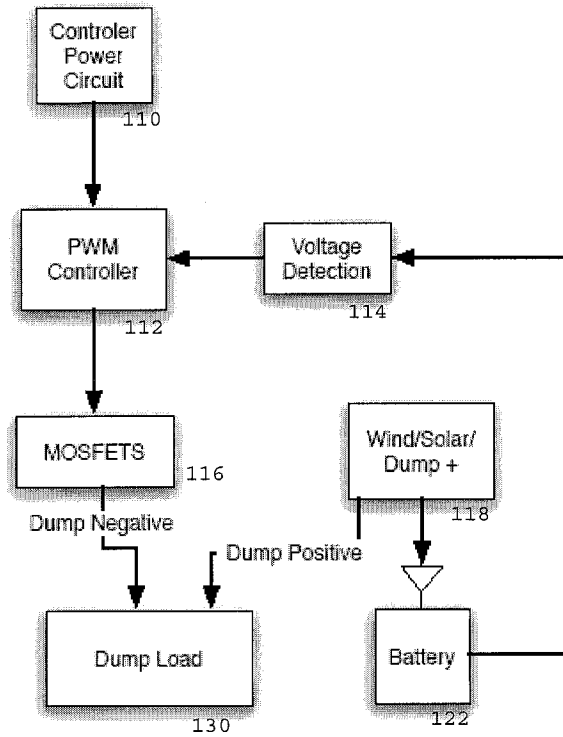 Controler
Power
Circuit
110
PWM
Controller
112
Voltage
Detection
114
MOSFETS
116
Wind/Solar/
Dump +
118
Dump Negative
Dump Positive
Dump Load
130
Battery
122